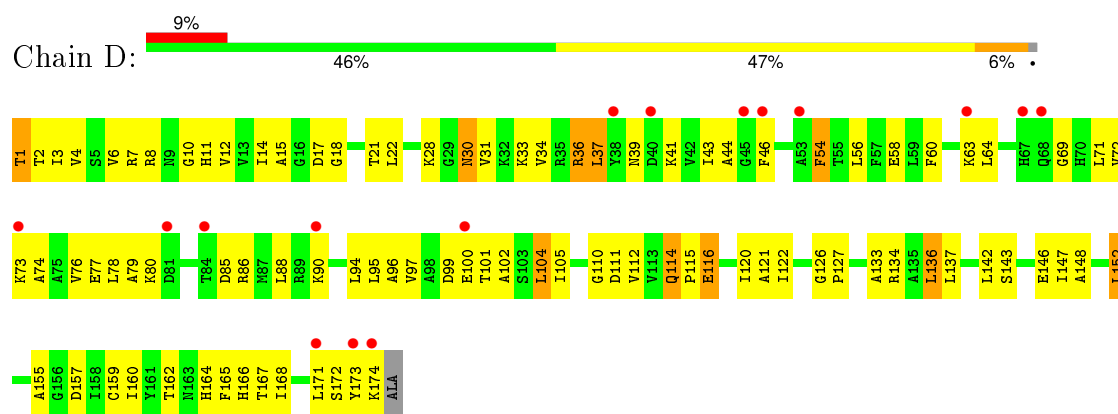 9%
Chain D:
46% 47% 6% •
T1 T2 I3 V4 S5 V6 R7 R8 N9 G10 H11 V12 V13 I14 A15 G16 D17 G18 T21 L22 K28 G29 N30 V31 K32 K33 V34 R35 R36 L37 Y38 N39 D40 K41 V42 I43 A44 G45 F46 A53 F54 T55 L56 F57 E58 L59 F60 K63 L64 H67 Q68 G69 H70 L71 V72
K73 A74 A75 V76 E77 L78 A79 K80 D81 T84 D85 R86 M87 L88 R89 K90 L94 L95 A96 V97 A98 D99 E100 T101 A102 S103 L104 I105 G110 D111 V112 V113 Q114 P115 E116 I120 A121 I122 G126 P127 A133 R134 A135 L136 L137 L142 S143 E146 I147 A148 L152
A155 G156 D157 I158 C159 I160 Y161 T162 N163 H164 F165 H166 T167 I168 L171 S172 Y173 K174 ALA